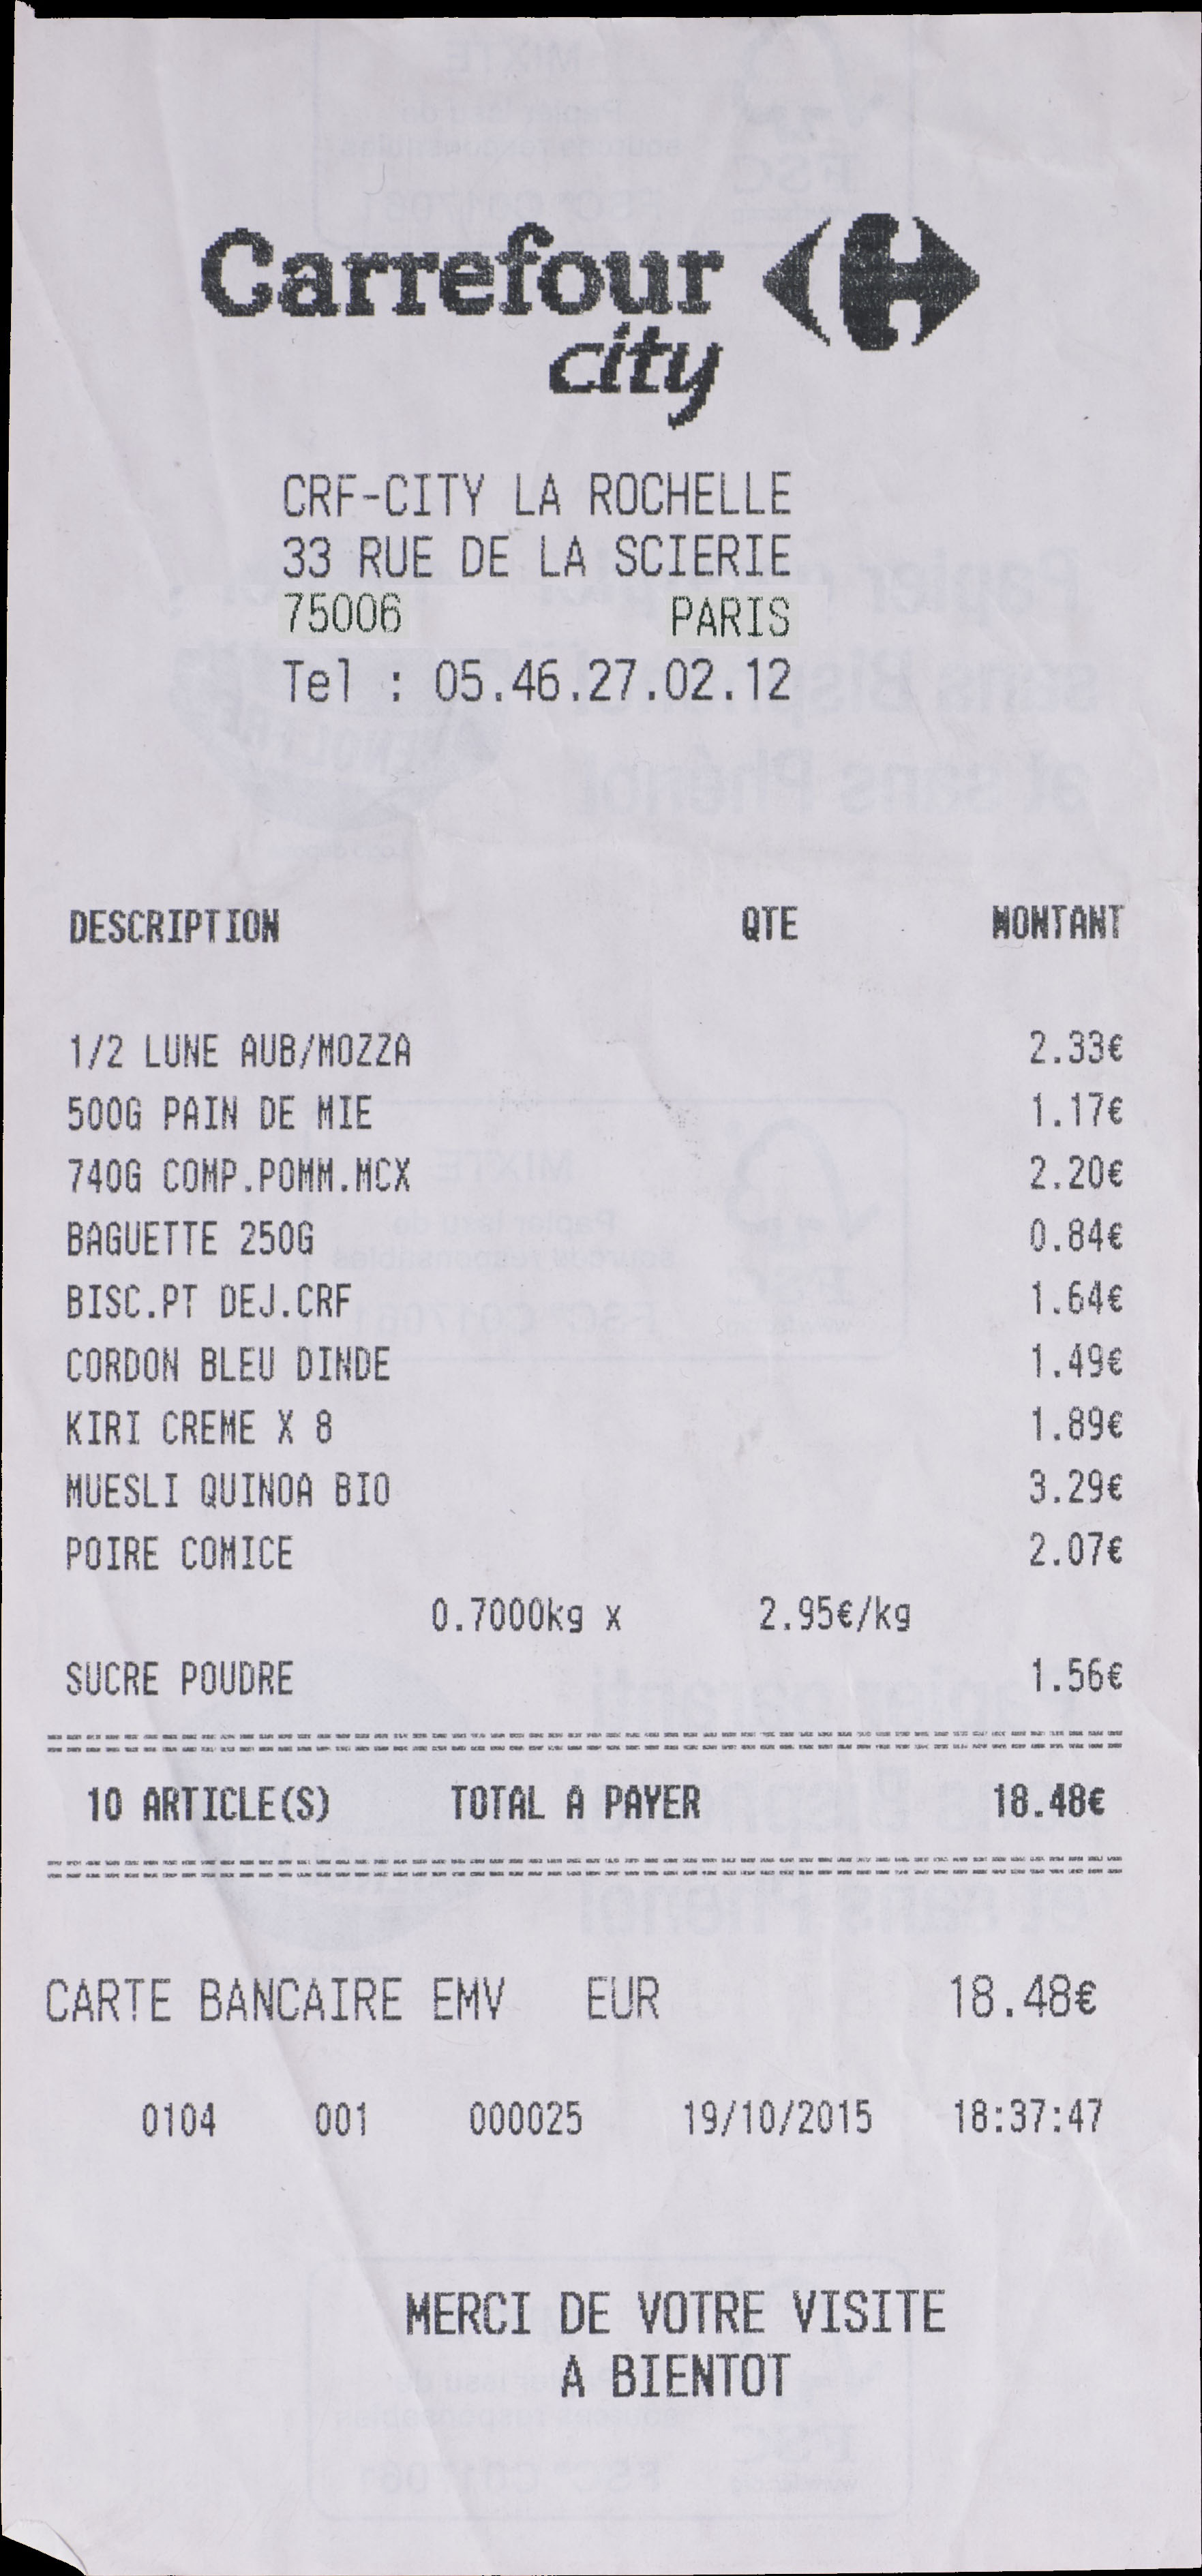 Carrefour
city
CRF-CITY LA ROCHELLE
33 RUE DE LA SCIERIE
75006 PARIS
Tel : 05.46.27.02.12
DESCRIPTION QTE MONTANT
1/2 LUNE AUB/MOZZA 2.33€
500G PAIN DE MIE 1.17€
740G COMP.POMM.MCX 2.20€
BAGUETTE 250G 0.84€
BISC.PT DEJ.CRF 1.64€
CORDON BLEU DINDE 1.49€
KIRI CREME X 8 1.89€
MUESLI QUINOA BIO 3.29€
POIRE COMICE 2.07€
0.7000kg x 2.95€/kg
SUCRE POUDRE 1.56€
10 ARTICLE(S) TOTAL A PAYER 18.48€
CARTE BANCAIRE EMV EUR 18.48€
0104 001 000025 19/10/2015 18:37:47
MERCI DE VOTRE VISITE
A BIENTOT